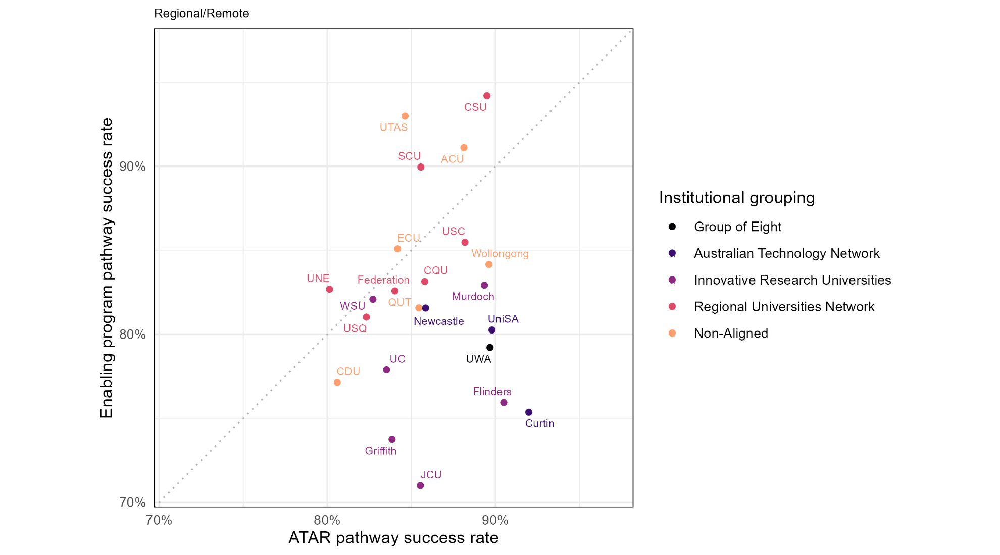 Regional/Remote
Enabling program pathway success rate
90%
80%
70%
CSU
UTAS
SCU
ACU
ECU
USC
Wollongong
CQU
UNE
Federation
Murdoch
WSU
QUT
Newcastle
UniSA
USQ
UWA
UC
CDU
Flinders
Curtin
Griffith
JCU
70%
80%
90%
ATAR pathway success rate
Institutional grouping
Group of Eight
Australian Technology Network
Innovative Research Universities
Regional Universities Network
Non-Aligned